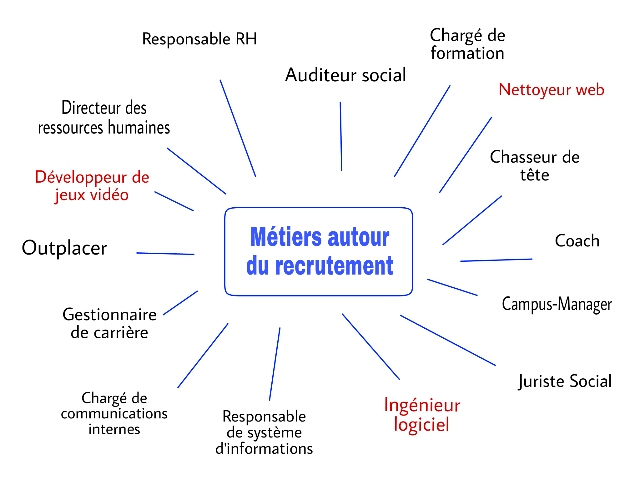 Responsable RH
Auditeur social
Chargé de
formation
Nettoyeur web
Directeur des
ressources humaines
Chasseur de
tête
Développeur de
jeux vidéo
Métiers autour
du recrutement
Outplacer
Coach
Campus-Manager
Gestionnaire
de carrière
Juriste Social
Chargé de
communications
internes
Responsable
de système
d'informations
Ingénieur
logiciel